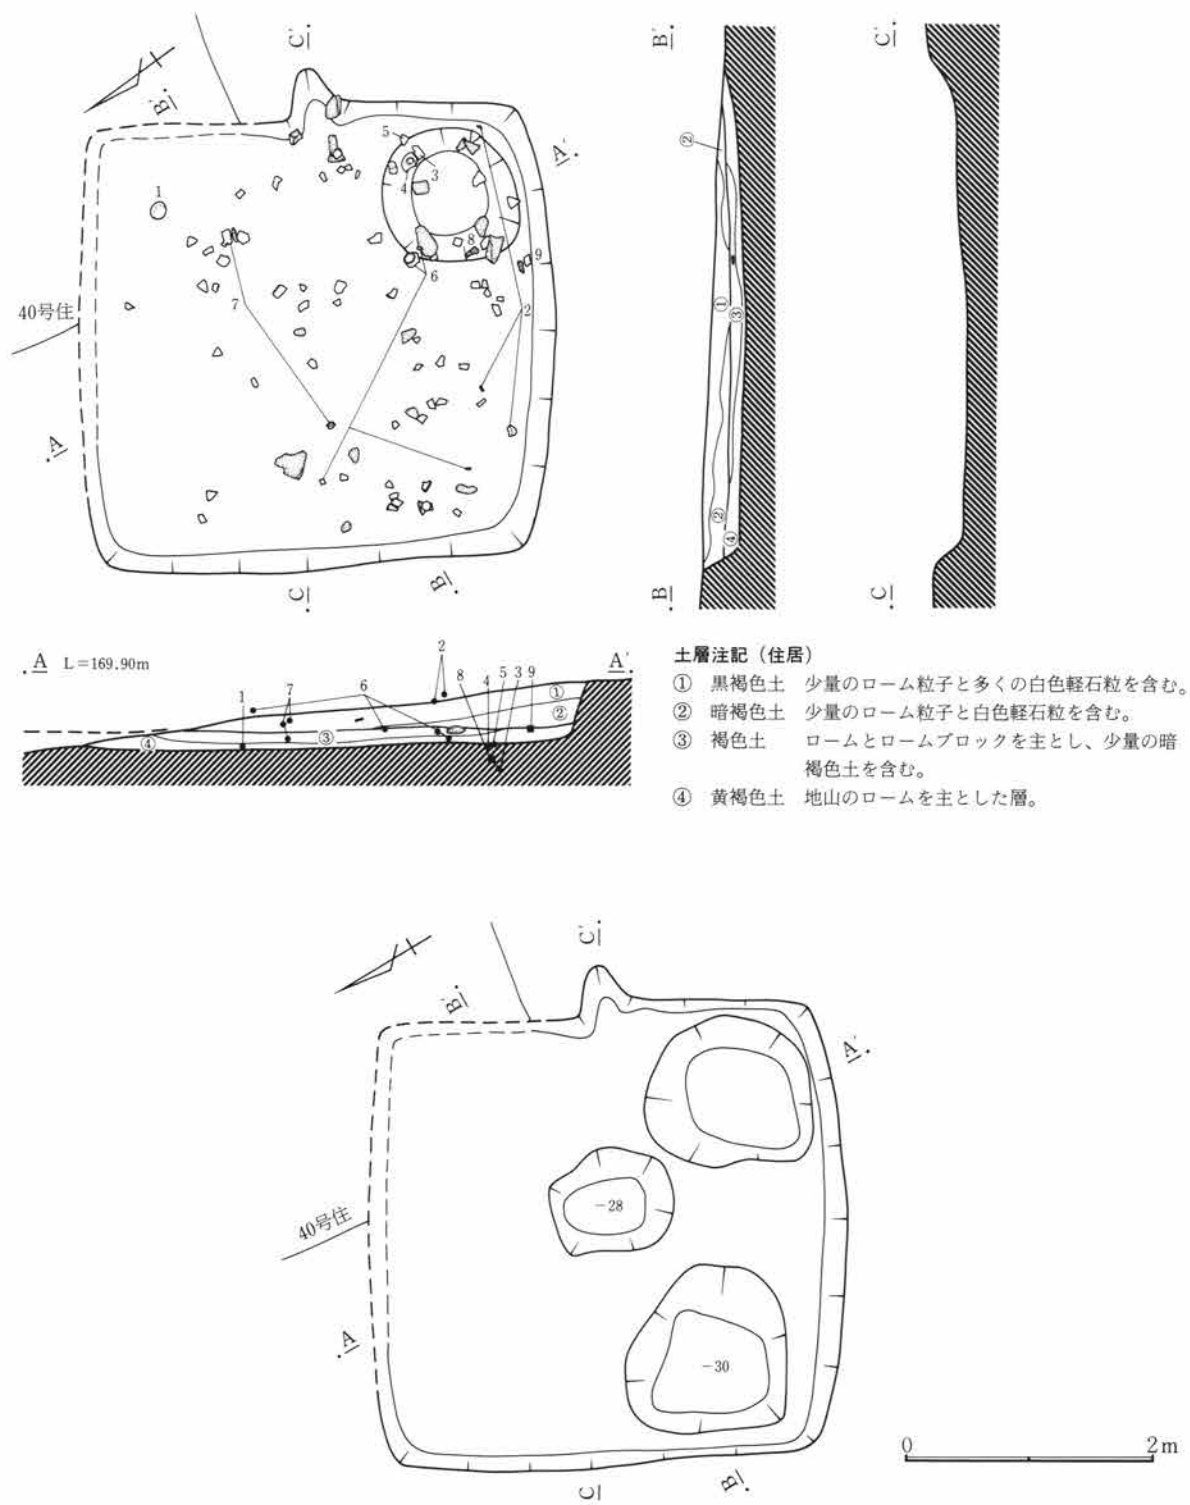 C'
B'
A'
5
3
4
1
8
9
6
2
7
40号住
A
C
B
B'
②
①
③
②
④
B
C'
C
A L=169.90m
A'
2
8 4 5 3 9
6
7
1
①
②
③
④
土層注記（住居）
① 黒褐色土 少量のローム粒子と多くの白色軽石粒を含む。
② 暗褐色土 少量のローム粒子と白色軽石粒を含む。
③ 褐色土 ロームとロームブロックを主とし、少量の暗
褐色土を含む。
④ 黄褐色土 地山のロームを主とした層。
C'
B'
A'
-28
40号住
A
-30
C
B
0 2m